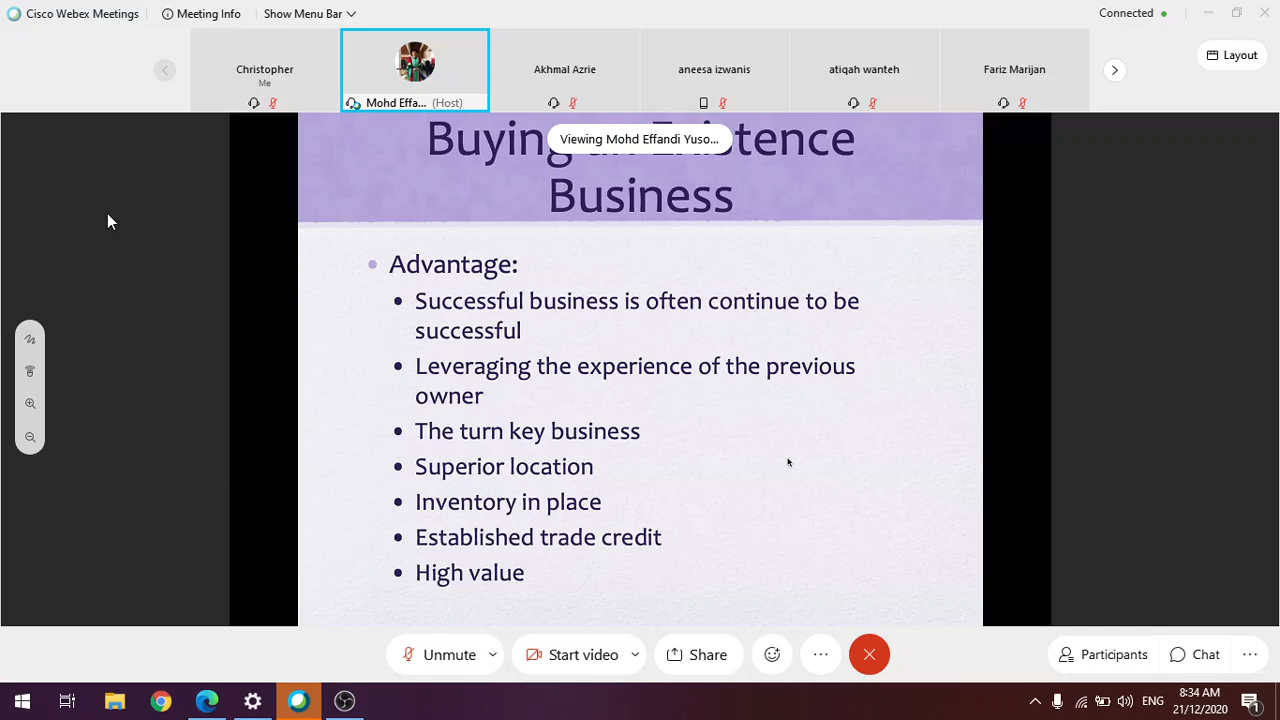 Cisco Webex Meetings
Meeting Info
Show Menu Bar
Connected
Christopher
Me
Mohd Effa... (Host)
Akhmal Azrie
aneesa izwanis
atiqah wanteh
Fariz Marijan
Layout
Viewing Mohd Effandi Yuso...
Buying an Existence
Business
Advantage:
• Successful business is often continue to be
successful
• Leveraging the experience of the previous
owner
• The turn key business
• Superior location
• Inventory in place
• Established trade credit
• High value
Unmute
Start video
Share
Participants
Chat
ENG
8:34 AM
21/12/2020
1